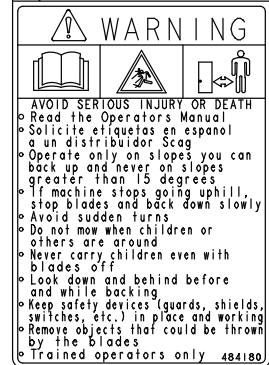 WARNING
AVOID SERIOUS INJURY OR DEATH
Read the Operators Manual
Solicite etiquetas en espanol
a un distribuidor Scag
Operate only on slopes you can
back up and never on slopes
greater than 15 degrees
If machine stops going uphill,
stop blades and back down slowly
Avoid sudden turns
Do not mow when children or
others are around
Never carry children even with
blades off
Look down and behind before
and while backing
Keep safety devices (guards, shields,
switches, etc.) in place and working
Remove objects that could be thrown
by the blades
Trained operators only 484180